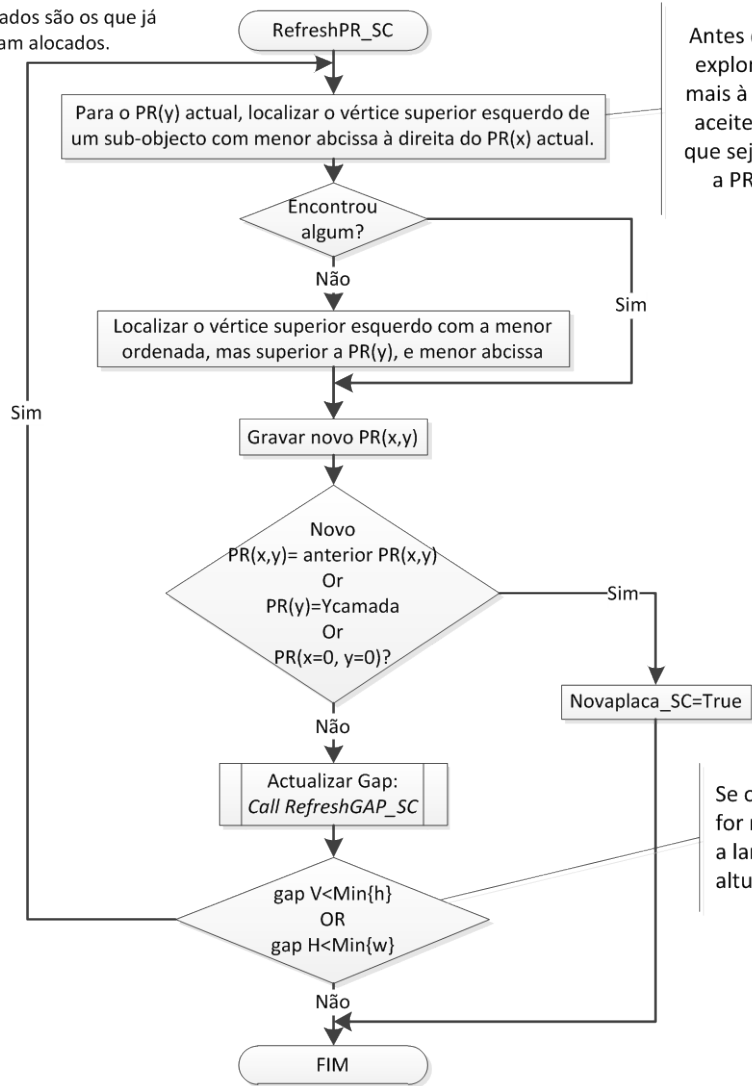 ados são os que já
am alocados.
RefreshPR_SC
Antes
explor
mais à
aceite
que sej
a PR
Para o PR(y) actual, localizar o vértice superior esquerdo de
um sub-objecto com menor abcissa à direita do PR(x) actual.
Encontrou
algum?
Não
Sim
Localizar o vértice superior esquerdo com a menor
ordenada, mas superior a PR(y), e menor abcissa
Sim
Gravar novo PR(x,y)
Novo
PR(x,y)= anterior PR(x,y)
Or
PR(y)=Ycamada
Or
PR(x=0, y=0)?
Sim
Novaplaca_SC=True
Não
Actualizar Gap:
Call RefreshGAP_SC
Se o
for
a lar
altu
gap V<Min{h}
OR
gap H<Min{w}
Não
FIM